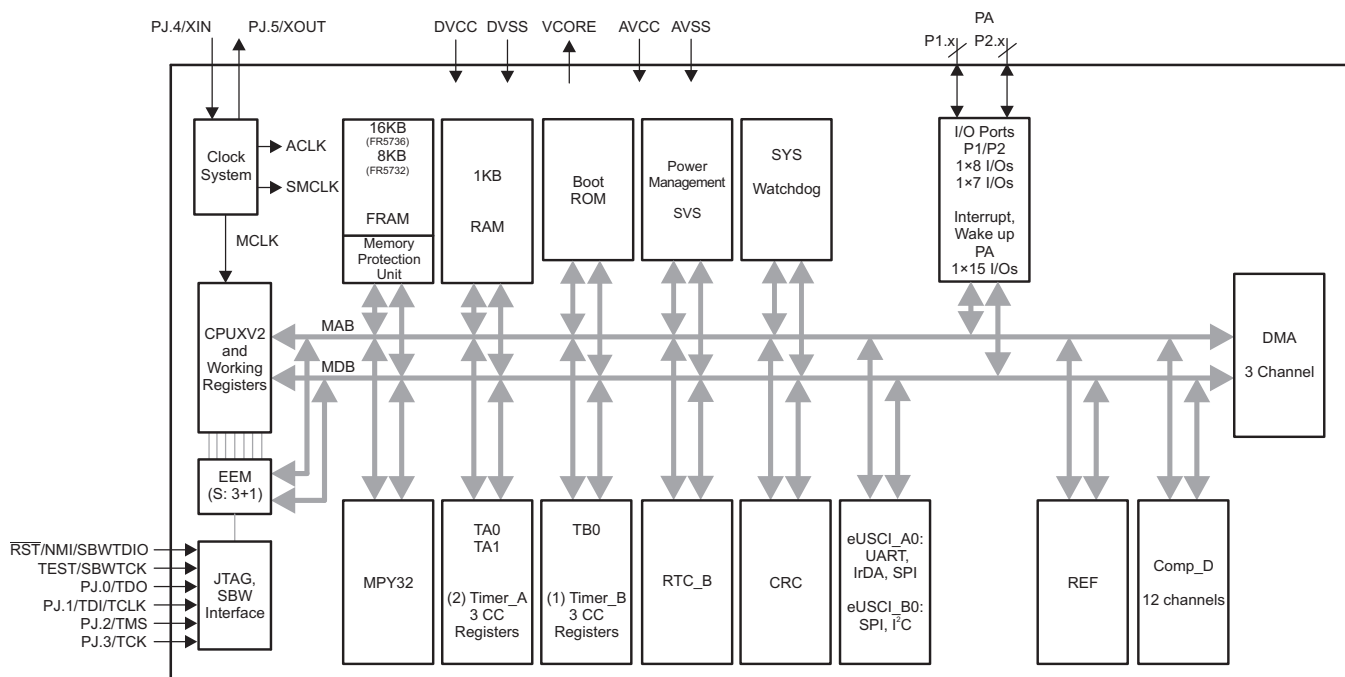 PJ.4/XIN
PJ.5/XOUT
DVCC
DVSS
VCORE
AVCC
AVSS
PA
P1.x
P2.x
Clock
System
ACLK
SMCLK
MCLK
16KB
(FR5736)
8KB
(FR5732)
FRAM
Memory
Protection
Unit
1KB
RAM
Boot
ROM
Power
Management
SVS
SYS
Watchdog
I/O Ports
P1/P2
1×8 I/Os
1×7 I/Os
Interrupt,
Wake up
PA
1×15 I/Os
CPUXV2
and
Working
Registers
MAB
MDB
DMA
3 Channel
EEM
(S: 3+1)
RST/NMI/SBWTDIO
TEST/SBWTCK
PJ.0/TDO
PJ.1/TDI/TCLK
PJ.2/TMS
PJ.3/TCK
JTAG,
SBW
Interface
MPY32
TA0
TA1
(2) Timer_A
3 CC
Registers
TB0
(1) Timer_B
3 CC
Registers
RTC_B
CRC
eUSCI_A0:
UART,
IrDA, SPI
eUSCI_B0:
SPI, I²C
REF
Comp_D
12 channels